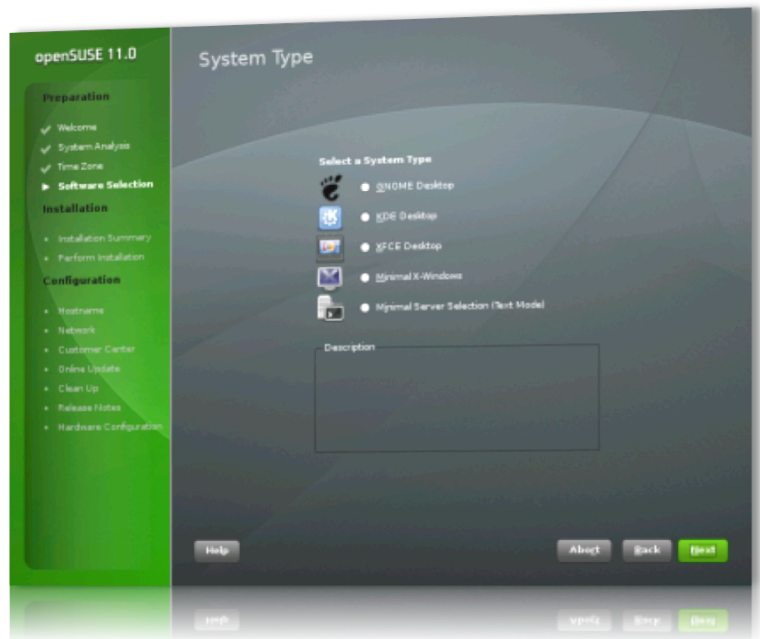 openSUSE 11.0
Preparation
Welcome
System Analysis
Time Zone
Software Selection
Installation
Installation Summary
Perform Installation
Configuration
Hostname
Network
Customer Center
Online Update
Clean Up
Release Notes
Hardware Configuration
System Type
Select a System Type
GNOME Desktop
KDE Desktop
XFCE Desktop
Minimal X-Windows
Minimal Server Selection (Text Mode)
Description
Help
Abort
Back
Next